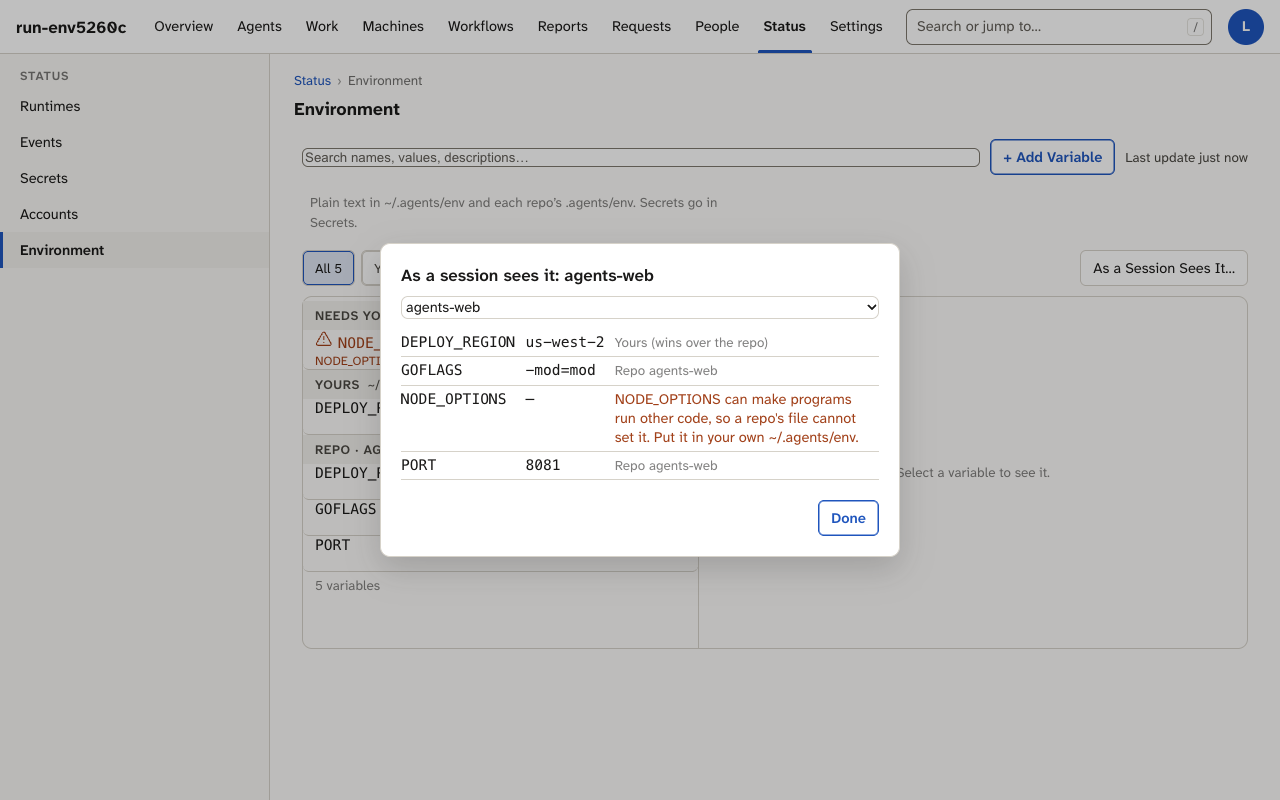 run-env5260c
Overview
Agents
Work
Machines
Workflows
Reports
Requests
People
Status
Settings
Search or jump to…
/
L
STATUS
Runtimes
Events
Secrets
Accounts
Environment
Status › Environment
Environment
Search names, values, descriptions…
+ Add Variable
Last update just now
Plain text in ~/.agents/env and each repo's .agents/env. Secrets go in
Secrets.
All 5
As a Session Sees It…
NEEDS YO
NODE_
NODE_OPTI
YOURS ~/
DEPLOY_R
REPO · AG
DEPLOY_R
GOFLAGS
PORT
5 variables
Select a variable to see it.
As a session sees it: agents-web
agents-web
DEPLOY_REGION us-west-2 Yours (wins over the repo)
GOFLAGS -mod=mod Repo agents-web
NODE_OPTIONS — NODE_OPTIONS can make programs
run other code, so a repo's file cannot
set it. Put it in your own ~/.agents/env.
PORT 8081 Repo agents-web
Done